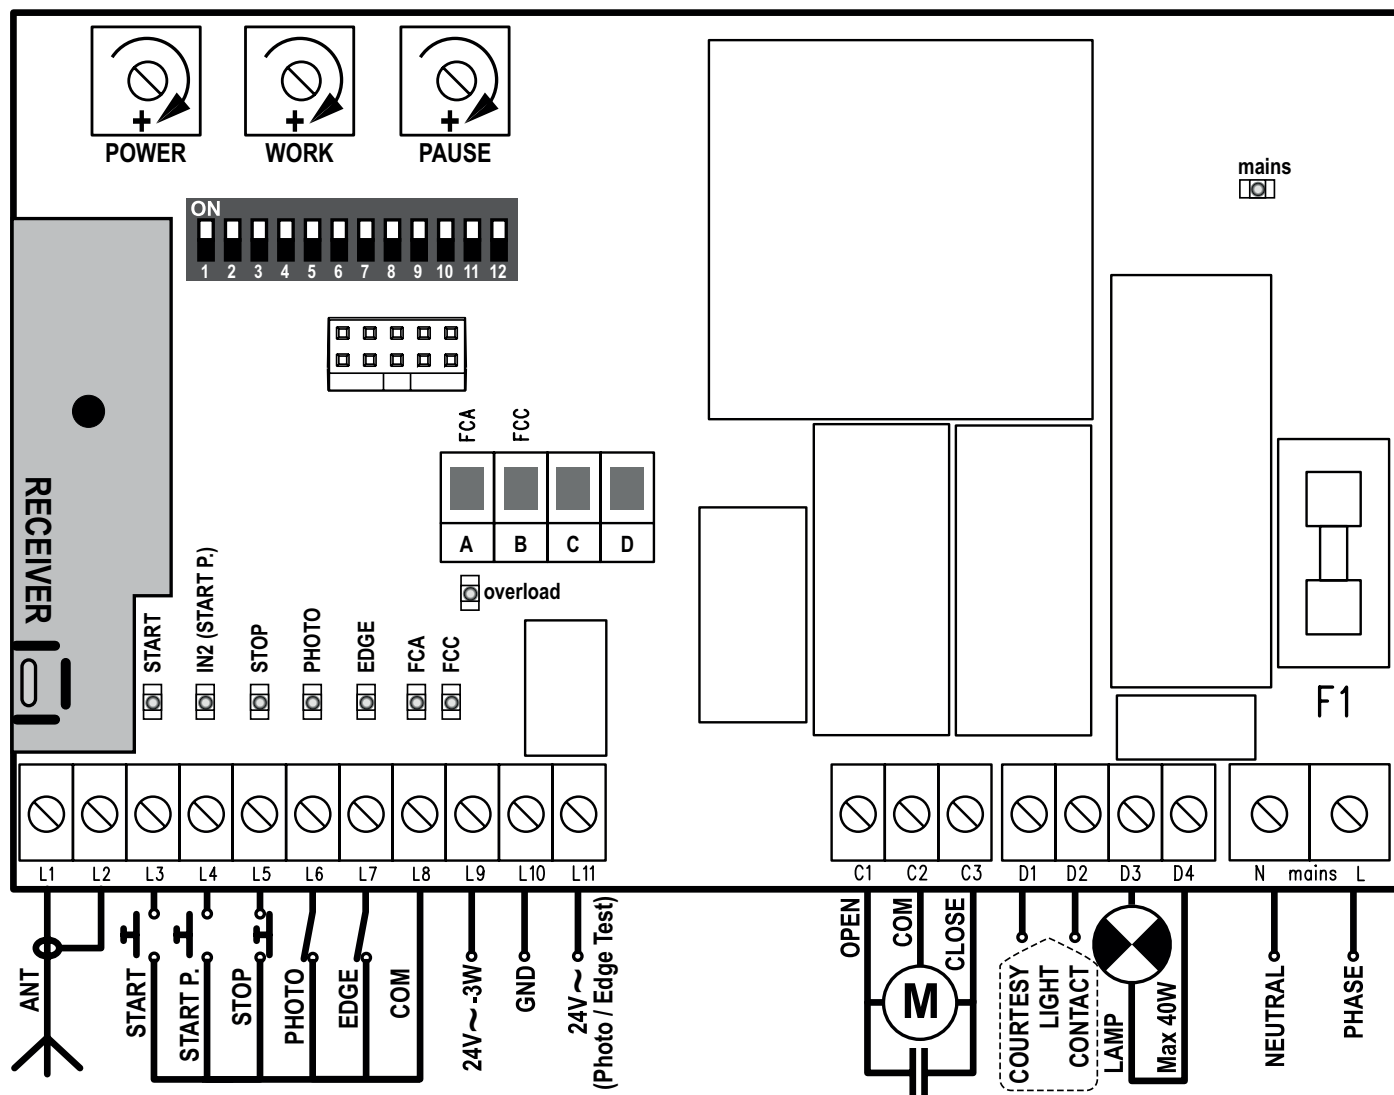 + + +
POWER WORK PAUSE
mains
ON
1 2 3 4 5 6 7 8 9 10 11 12
FCA FCC
RECEIVER
A B C D
overload
START
IN2 (START P.)
STOP
PHOTO
EDGE
FCA
FCC
F1
L1 L2 L3 L4 L5 L6 L7 L8 L9 L10 L11
C1 C2 C3 D1 D2 D3 D4 N mains L
ANT
START
START P.
STOP
PHOTO
EDGE
COM
24V~-3W
GND
24V~
(Photo / Edge Test)
OPEN
COM
CLOSE
M
COURTESY
LIGHT
CONTACT
LAMP
Max 40W
NEUTRAL
PHASE